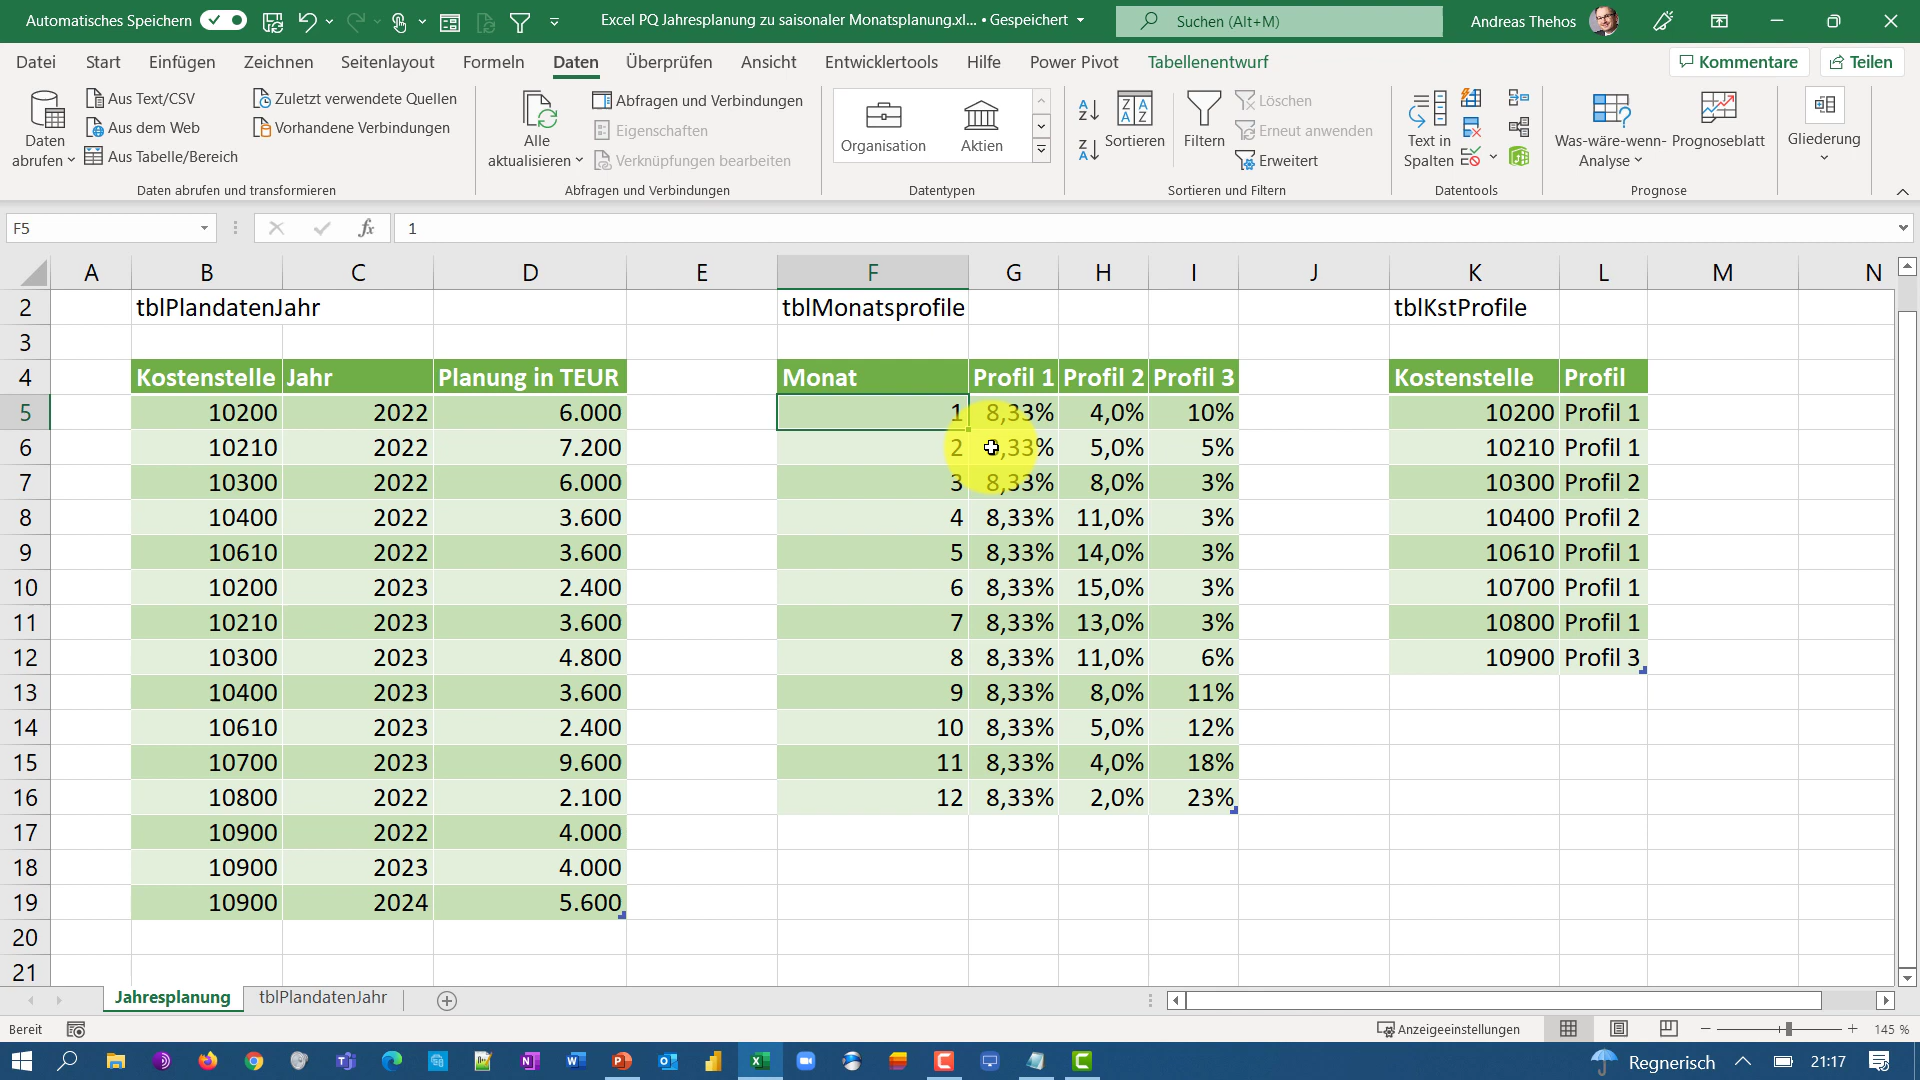 Automatisches Speichern
Excel PQ Jahresplanung zu saisonaler Monatsplanung.xl... • Gespeichert
Suchen (Alt+M)
Andreas Thehos
Datei Start Einfügen Zeichnen Seitenlayout Formeln Daten Überprüfen Ansicht Entwicklertools Hilfe Power Pivot Tabellenentwurf
Kommentare Teilen
Daten abrufen
Aus Text/CSV
Aus dem Web
Aus Tabelle/Bereich
Zuletzt verwendete Quellen
Vorhandene Verbindungen
Daten abrufen und transformieren
Alle aktualisieren
Abfragen und Verbindungen
Eigenschaften
Verknüpfungen bearbeiten
Abfragen und Verbindungen
Organisation Aktien
Datentypen
Sortieren
Filtern
Löschen
Erneut anwenden
Erweitert
Sortieren und Filtern
Text in Spalten
Datentools
Was-wäre-wenn-Analyse
Prognoseblatt
Prognose
Gliederung
F5 fx 1
A B C D E F G H I J K L M N
2 tblPlandatenJahr tblMonatsprofile tblKstProfile
3
4 Kostenstelle Jahr Planung in TEUR Monat Profil 1 Profil 2 Profil 3 Kostenstelle Profil
5 10200 2022 6.000 1 8,33% 4,0% 10% 10200 Profil 1
6 10210 2022 7.200 2 8,33% 5,0% 5% 10210 Profil 1
7 10300 2022 6.000 3 8,33% 8,0% 3% 10300 Profil 2
8 10400 2022 3.600 4 8,33% 11,0% 3% 10400 Profil 2
9 10610 2022 3.600 5 8,33% 14,0% 3% 10610 Profil 1
10 10200 2023 2.400 6 8,33% 15,0% 3% 10700 Profil 1
11 10210 2023 3.600 7 8,33% 13,0% 3% 10800 Profil 1
12 10300 2023 4.800 8 8,33% 11,0% 6% 10900 Profil 3
13 10400 2023 3.600 9 8,33% 8,0% 11%
14 10610 2023 2.400 10 8,33% 5,0% 12%
15 10700 2023 9.600 11 8,33% 4,0% 18%
16 10800 2022 2.100 12 8,33% 2,0% 23%
17 10900 2022 4.000
18 10900 2023 4.000
19 10900 2024 5.600
20
21
Jahresplanung tblPlandatenJahr
Bereit
Anzeigeeinstellungen
145 %
Regnerisch
21:17